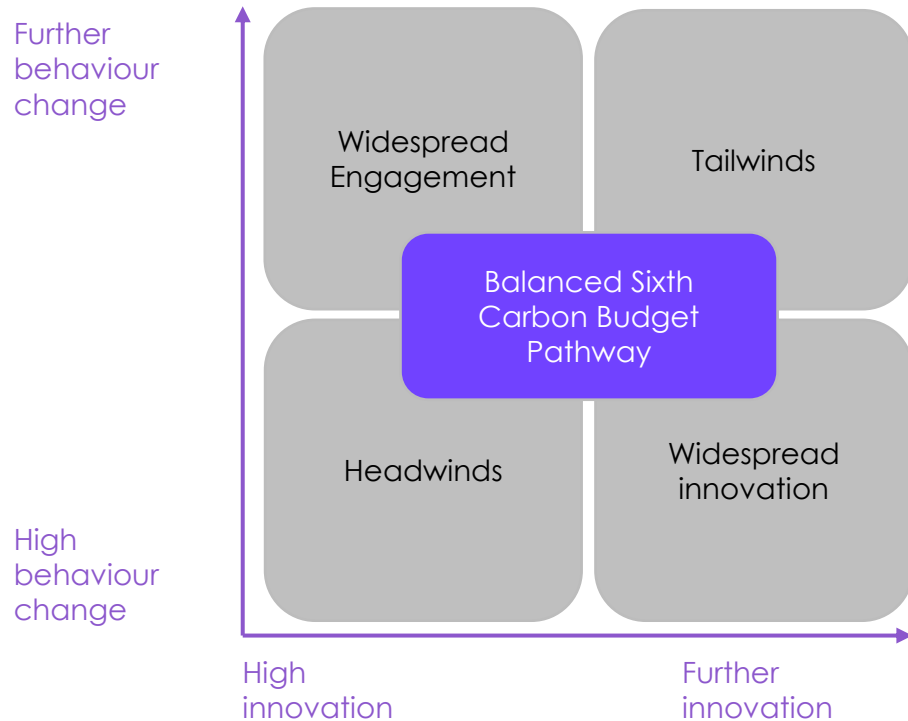 Further
behaviour
change
Widespread
Engagement
Tailwinds
Balanced Sixth
Carbon Budget
Pathway
Headwinds
Widespread
innovation
High
behaviour
change
High
innovation
Further
innovation